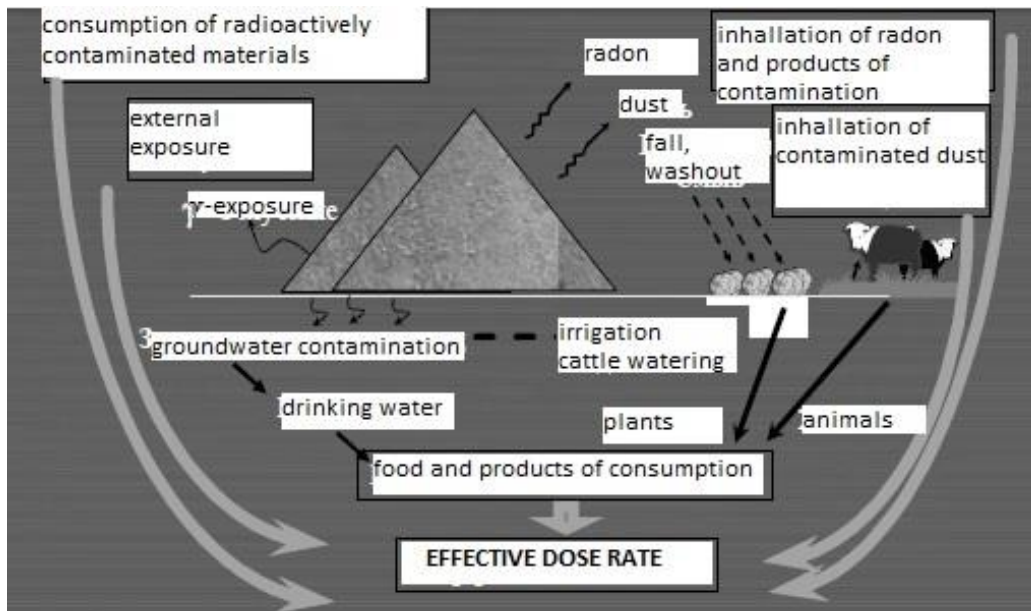 consumption of radioactively
contaminated materials
radon
inhallation of radon
and products of
contamination
dust
external
exposure
fall,
washout
inhallation of
contaminated dust
γ-exposure
3
groundwater contamination
irrigation
cattle watering
drinking water
plants
animals
food and products of consumption
EFFECTIVE DOSE RATE